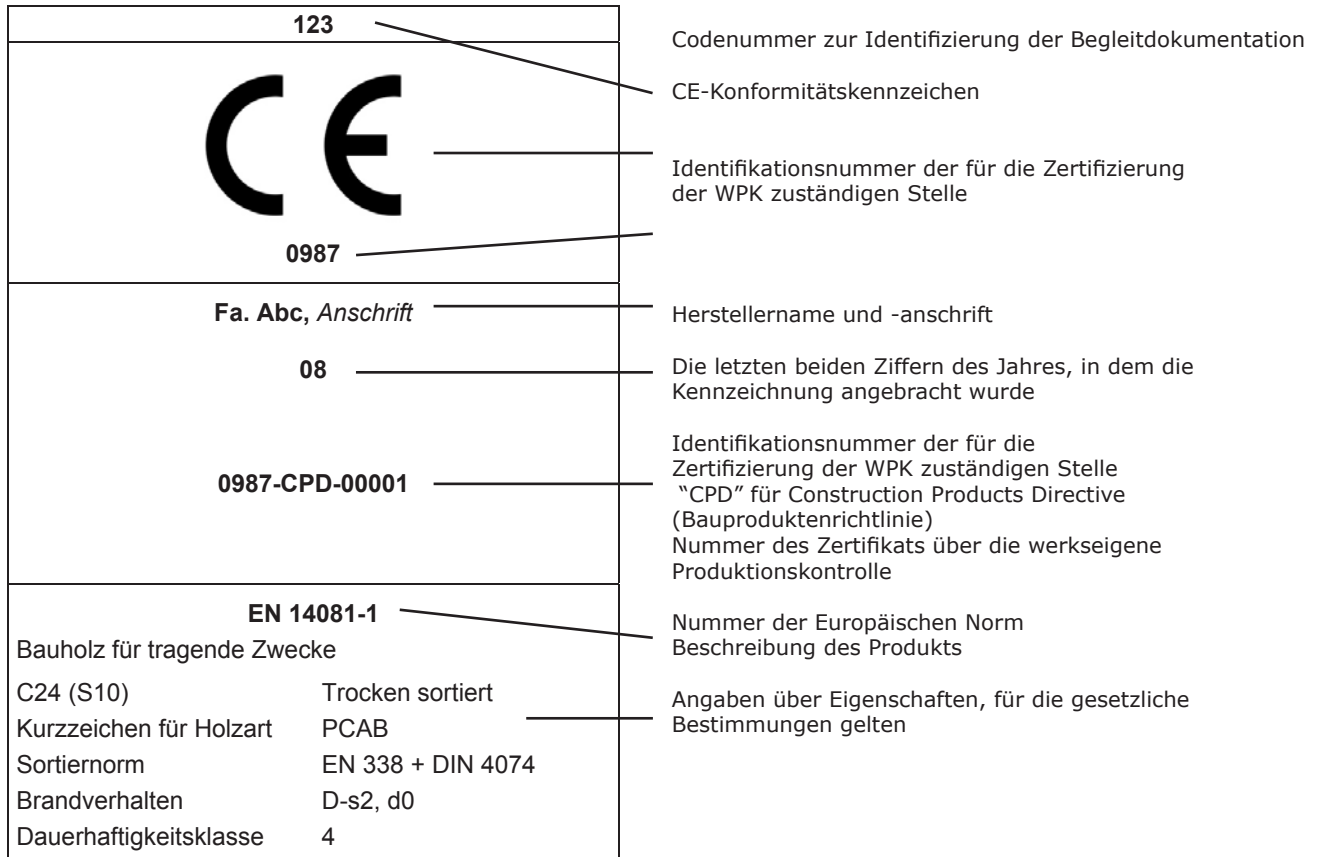 123
CE
0987
Fa. Abc, Anschrift
08
0987-CPD-00001
EN 14081-1
Bauholz für tragende Zwecke
C24 (S10) Trocken sortiert
Kurzzeichen für Holzart PCAB
Sortiernorm EN 338 + DIN 4074
Brandverhalten D-s2, d0
Dauerhaftigkeitsklasse 4
Codenummer zur Identifizierung der Begleitdokumentation
CE-Konformitätskennzeichen
Identifikationsnummer der für die Zertifizierung
der WPK zuständigen Stelle
Herstellername und -anschrift
Die letzten beiden Ziffern des Jahres, in dem die
Kennzeichnung angebracht wurde
Identifikationsnummer der für die
Zertifizierung der WPK zuständigen Stelle
“CPD” für Construction Products Directive
(Bauproduktenrichtlinie)
Nummer des Zertifikats über die werkseigene
Produktionskontrolle
Nummer der Europäischen Norm
Beschreibung des Produkts
Angaben über Eigenschaften, für die gesetzliche
Bestimmungen gelten